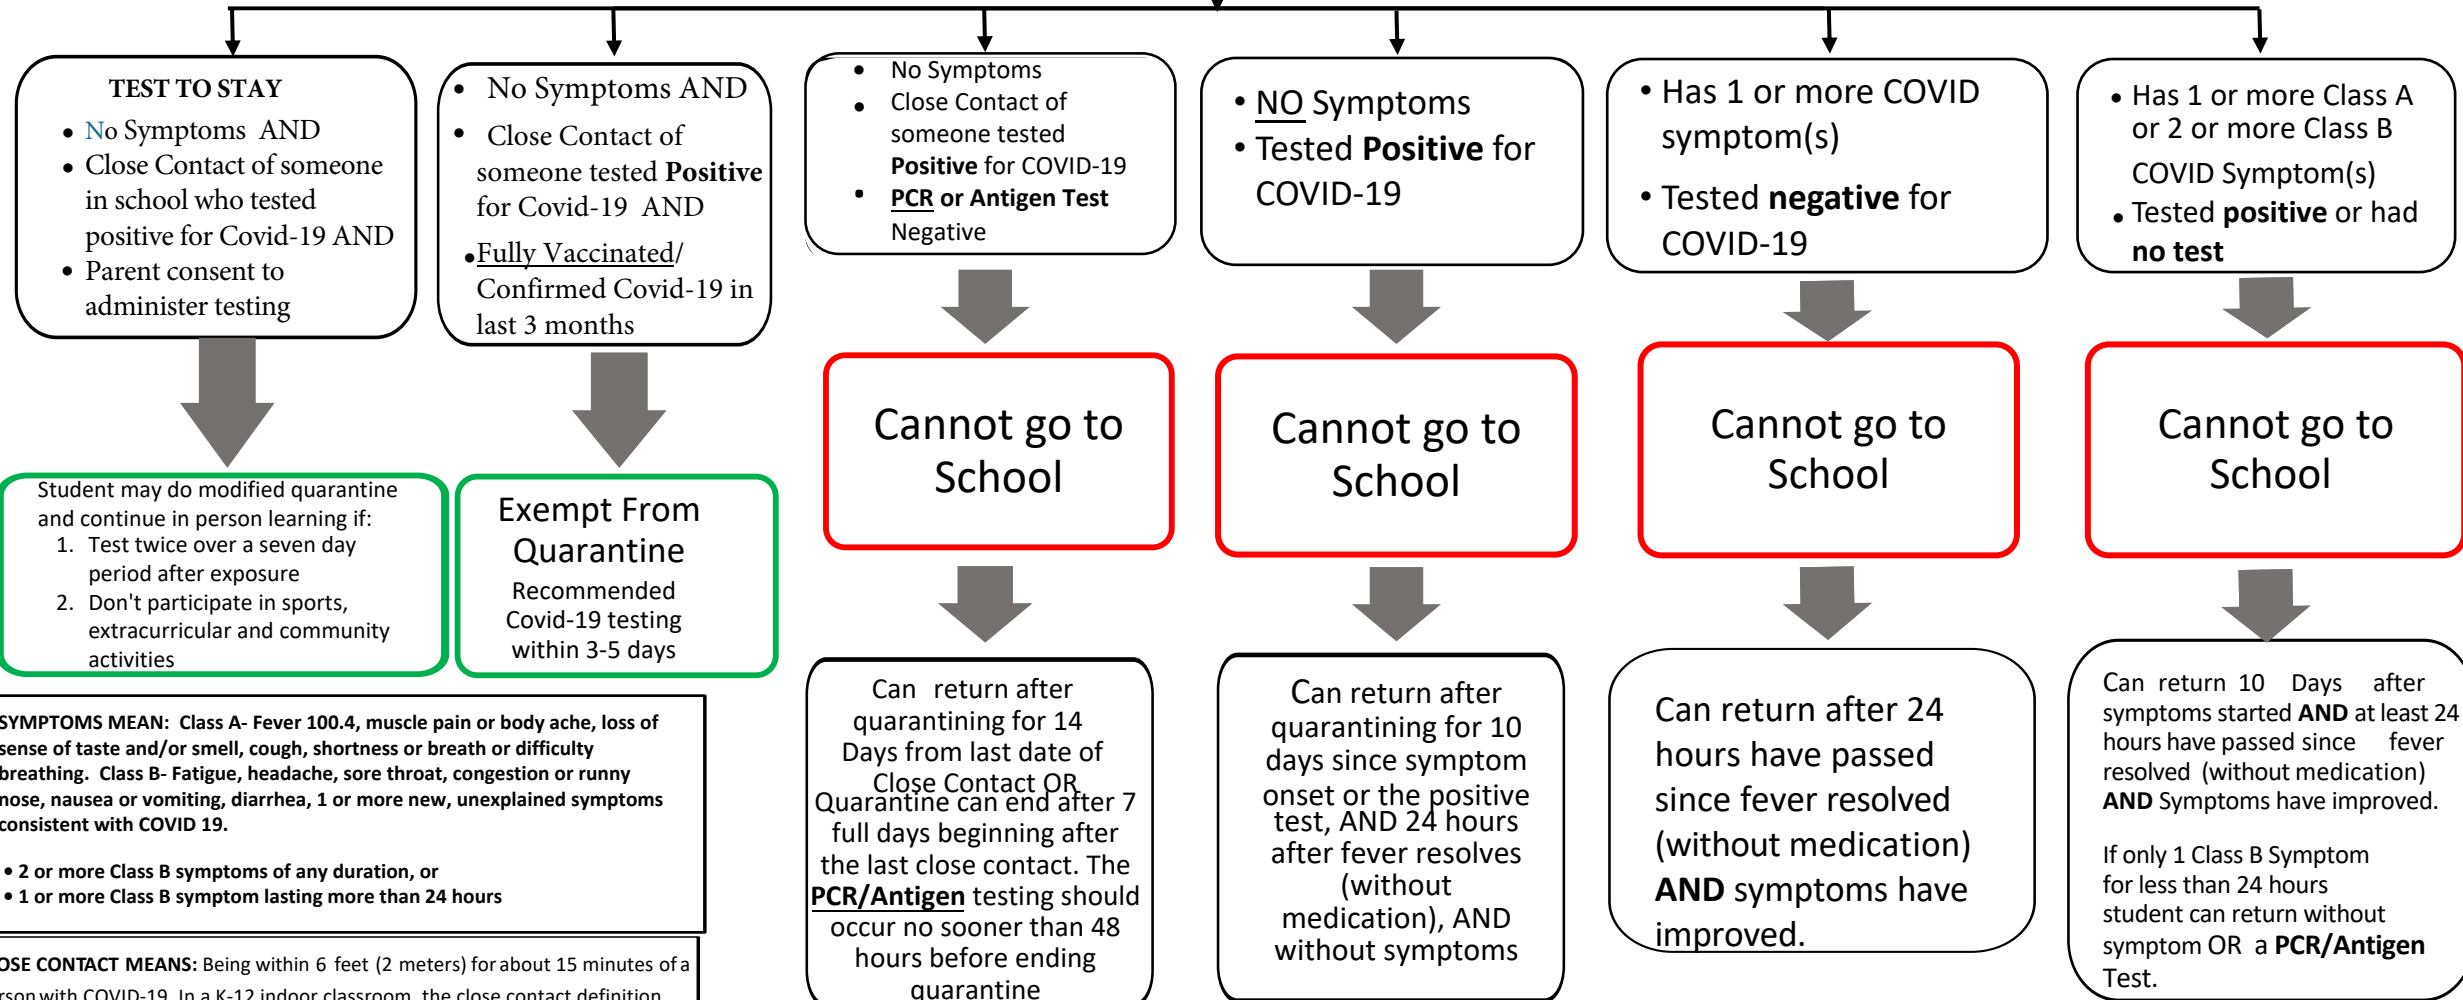 TEST TO STAY
• No Symptoms AND
• Close Contact of someone
in school who tested
positive for Covid-19 AND
• Parent consent to
administer testing
Student may do modified quarantine
and continue in person learning if:
1. Test twice over a seven day
period after exposure
2. Don't participate in sports,
extracurricular and community
activities
• No Symptoms AND
• Close Contact of
someone tested Positive
for Covid-19 AND
• Fully Vaccinated/
Confirmed Covid-19 in
last 3 months
Exempt From
Quarantine
Recommended
Covid-19 testing
within 3-5 days
• No Symptoms
• Close Contact of
someone tested
Positive for COVID-19
• PCR or Antigen Test
Negative
Cannot go to
School
Can return after
quarantining for 14
Days from last date of
Close Contact OR
Quarantine can end after 7
full days beginning after
the last close contact. The
PCR/Antigen testing should
occur no sooner than 48
hours before ending
quarantine
• NO Symptoms
• Tested Positive for
COVID-19
Cannot go to
School
Can return after
quarantining for 10
days since symptom
onset or the positive
test, AND 24 hours
after fever resolves
(without
medication), AND
without symptoms
• Has 1 or more COVID
symptom(s)
• Tested negative for
COVID-19
Cannot go to
School
Can return after 24
hours have passed
since fever resolved
(without medication)
AND symptoms have
improved.
• Has 1 or more Class A
or 2 or more Class B
COVID Symptom(s)
• Tested positive or had
no test
Cannot go to
School
Can return 10 Days after
symptoms started AND at least 24
hours have passed since fever
resolved (without medication)
AND Symptoms have improved.
If only 1 Class B Symptom
for less than 24 hours
student can return without
symptom OR a PCR/Antigen
Test.
SYMPTOMS MEAN: Class A- Fever 100.4, muscle pain or body ache, loss of
sense of taste and/or smell, cough, shortness or breath or difficulty
breathing. Class B- Fatigue, headache, sore throat, congestion or runny
nose, nausea or vomiting, diarrhea, 1 or more new, unexplained symptoms
consistent with COVID 19.
• 2 or more Class B symptoms of any duration, or
• 1 or more Class B symptom lasting more than 24 hours
OSE CONTACT MEANS: Being within 6 feet (2 meters) for about 15 minutes of a
rson with COVID-19. In a K-12 indoor classroom, the close contact definition